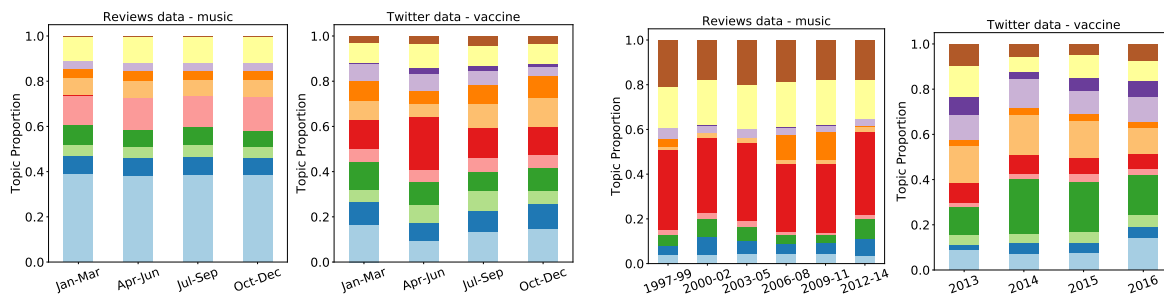 Reviews data - music
Topic Proportion
1.0
0.8
0.6
0.4
0.2
0.0
Jan-Mar
Apr-Jun
Jul-Sep
Oct-Dec
Twitter data - vaccine
Topic Proportion
1.0
0.8
0.6
0.4
0.2
0.0
Jan-Mar
Apr-Jun
Jul-Sep
Oct-Dec
Reviews data - music
Topic Proportion
1.0
0.8
0.6
0.4
0.2
0.0
1997-99
2000-02
2003-05
2006-08
2009-11
2012-14
Twitter data - vaccine
Topic Proportion
1.0
0.8
0.6
0.4
0.2
0.0
2013
2014
2015
2016